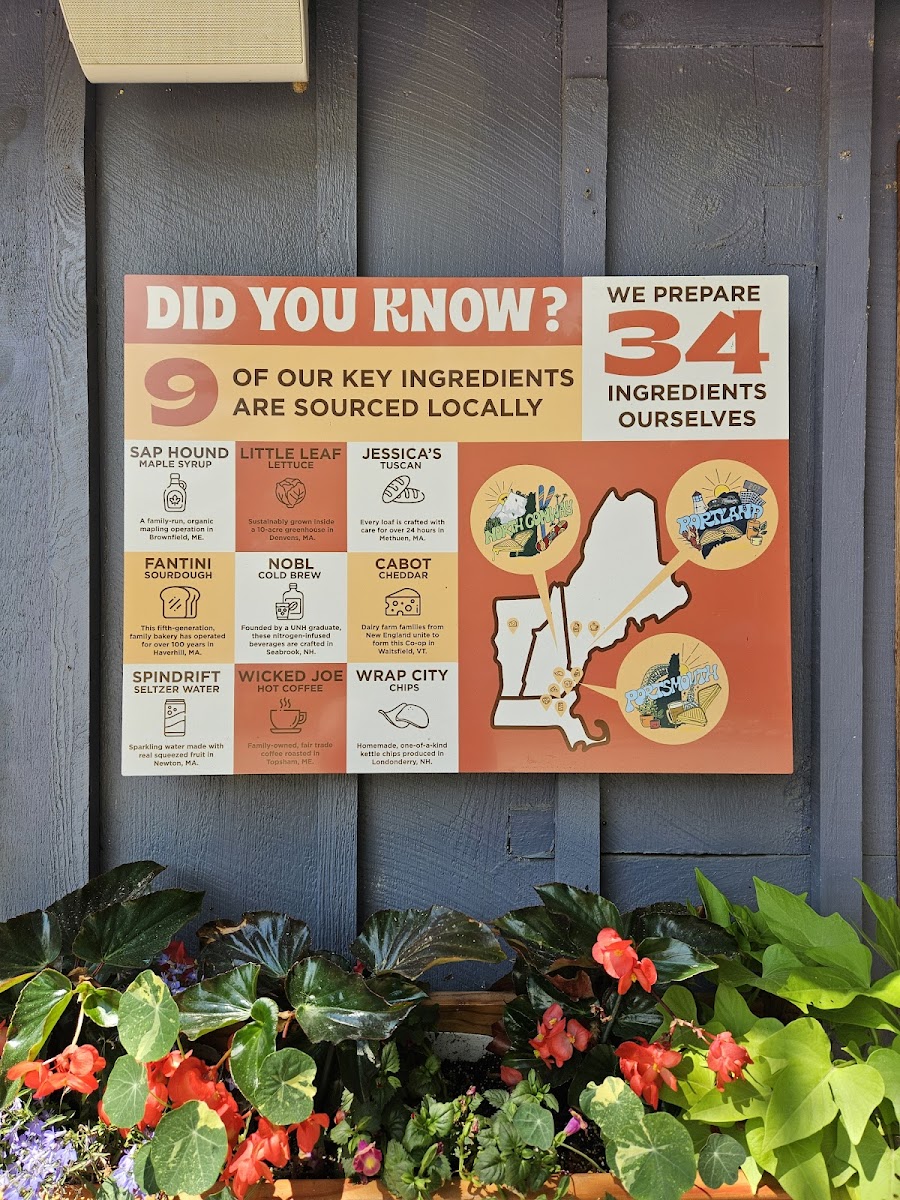 DID YOU KNOW?
WE PREPARE
34
INGREDIENTS
OURSELVES
9 OF OUR KEY INGREDIENTS
ARE SOURCED LOCALLY
SAP HOUND
MAPLE SYRUP
A family-run, organic
mapling operation in
Brownfield, ME.
LITTLE LEAF
LETTUCE
Sustainably grown inside
a 10-acre greenhouse in
Denvens, MA.
JESSICA'S
TUSCAN
Every loaf is crafted with
care for over 24 hours in
Methuen, MA.
FANTINI
SOURDOUGH
This fifth-generation,
family bakery has operated
for over 100 years in
Haverhill, MA.
NOBL
COLD BREW
Founded by a UNH graduate,
these nitrogen-infused
beverages are crafted in
Seabrook, NH.
CABOT
CHEDDAR
Dairy farm families from
New England unite to
form this Co-op in
Waitsfield, VT.
SPINDRIFT
SELTZER WATER
Sparkling water made with
real squeezed fruit in
Newton, MA.
WICKED JOE
HOT COFFEE
Family-owned, fair trade
coffee roasted in
Topsham, ME.
WRAP CITY
CHIPS
Homemade, one-of-a-kind
kettle chips produced in
Londonderry, NH.
NORTH CONWAY
PORTLAND
PORTSMOUTH